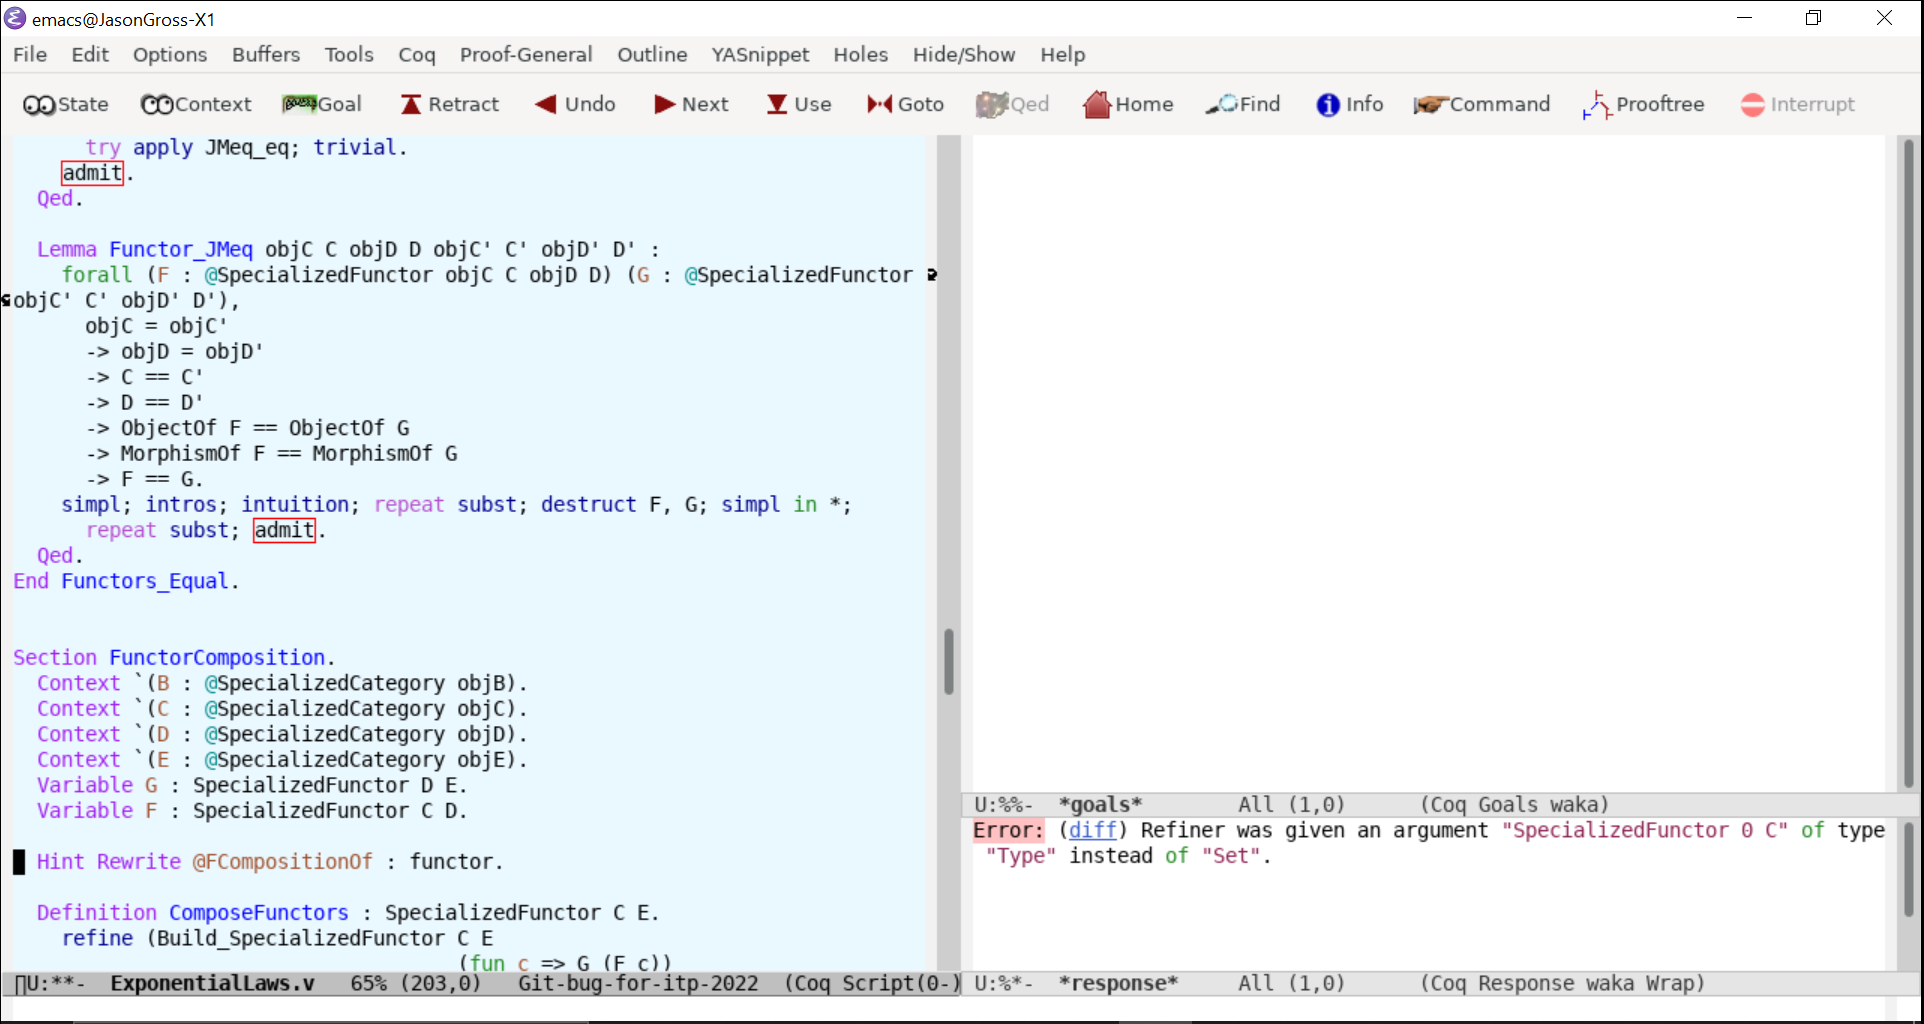 emacs@JasonGross-X1
File Edit Options Buffers Tools Coq Proof-General Outline YASnippet Holes Hide/Show Help
State Context Goal Retract Undo Next Use Goto Qed Home Find Info Command Prooftree Interrupt
      try apply JMeq_eq; trivial.
    admit.
  Qed.

  Lemma Functor_JMeq objC C objD D objC' C' objD' D' :
    forall (F : @SpecializedFunctor objC C objD D) (G : @SpecializedFunctor
objC' C' objD' D'),
      objC = objC'
      -> objD = objD'
      -> C == C'
      -> D == D'
      -> ObjectOf F == ObjectOf G
      -> MorphismOf F == MorphismOf G
      -> F == G.
    simpl; intros; intuition; repeat subst; destruct F, G; simpl in *;
      repeat subst; admit.
  Qed.
End Functors_Equal.

Section FunctorComposition.
  Context `(B : @SpecializedCategory objB).
  Context `(C : @SpecializedCategory objC).
  Context `(D : @SpecializedCategory objD).
  Context `(E : @SpecializedCategory objE).
  Variable G : SpecializedFunctor D E.
  Variable F : SpecializedFunctor C D.

  Hint Rewrite @FCompositionOf : functor.

  Definition ComposeFunctors : SpecializedFunctor C E.
    refine (Build_SpecializedFunctor C E
                                     (fun c => G (F c))
U:**-  ExponentialLaws.v   65% (203,0)   Git-bug-for-itp-2022  (Coq Script(0-)
U:%%-  *goals*        All (1,0)      (Coq Goals waka)
Error: (diff) Refiner was given an argument "SpecializedFunctor 0 C" of type
 "Type" instead of "Set".
U:%*-  *response*     All (1,0)      (Coq Response waka Wrap)